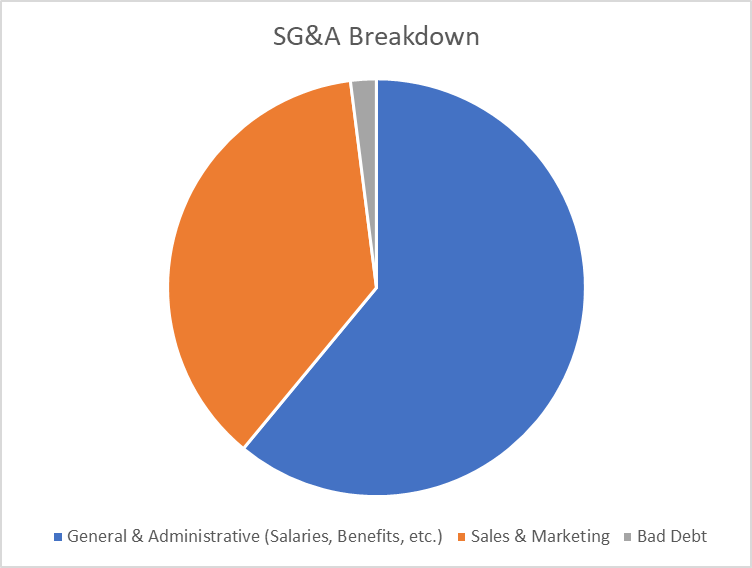 SG&A Breakdown
General & Administrative (Salaries, Benefits, etc.) Sales & Marketing Bad Debt